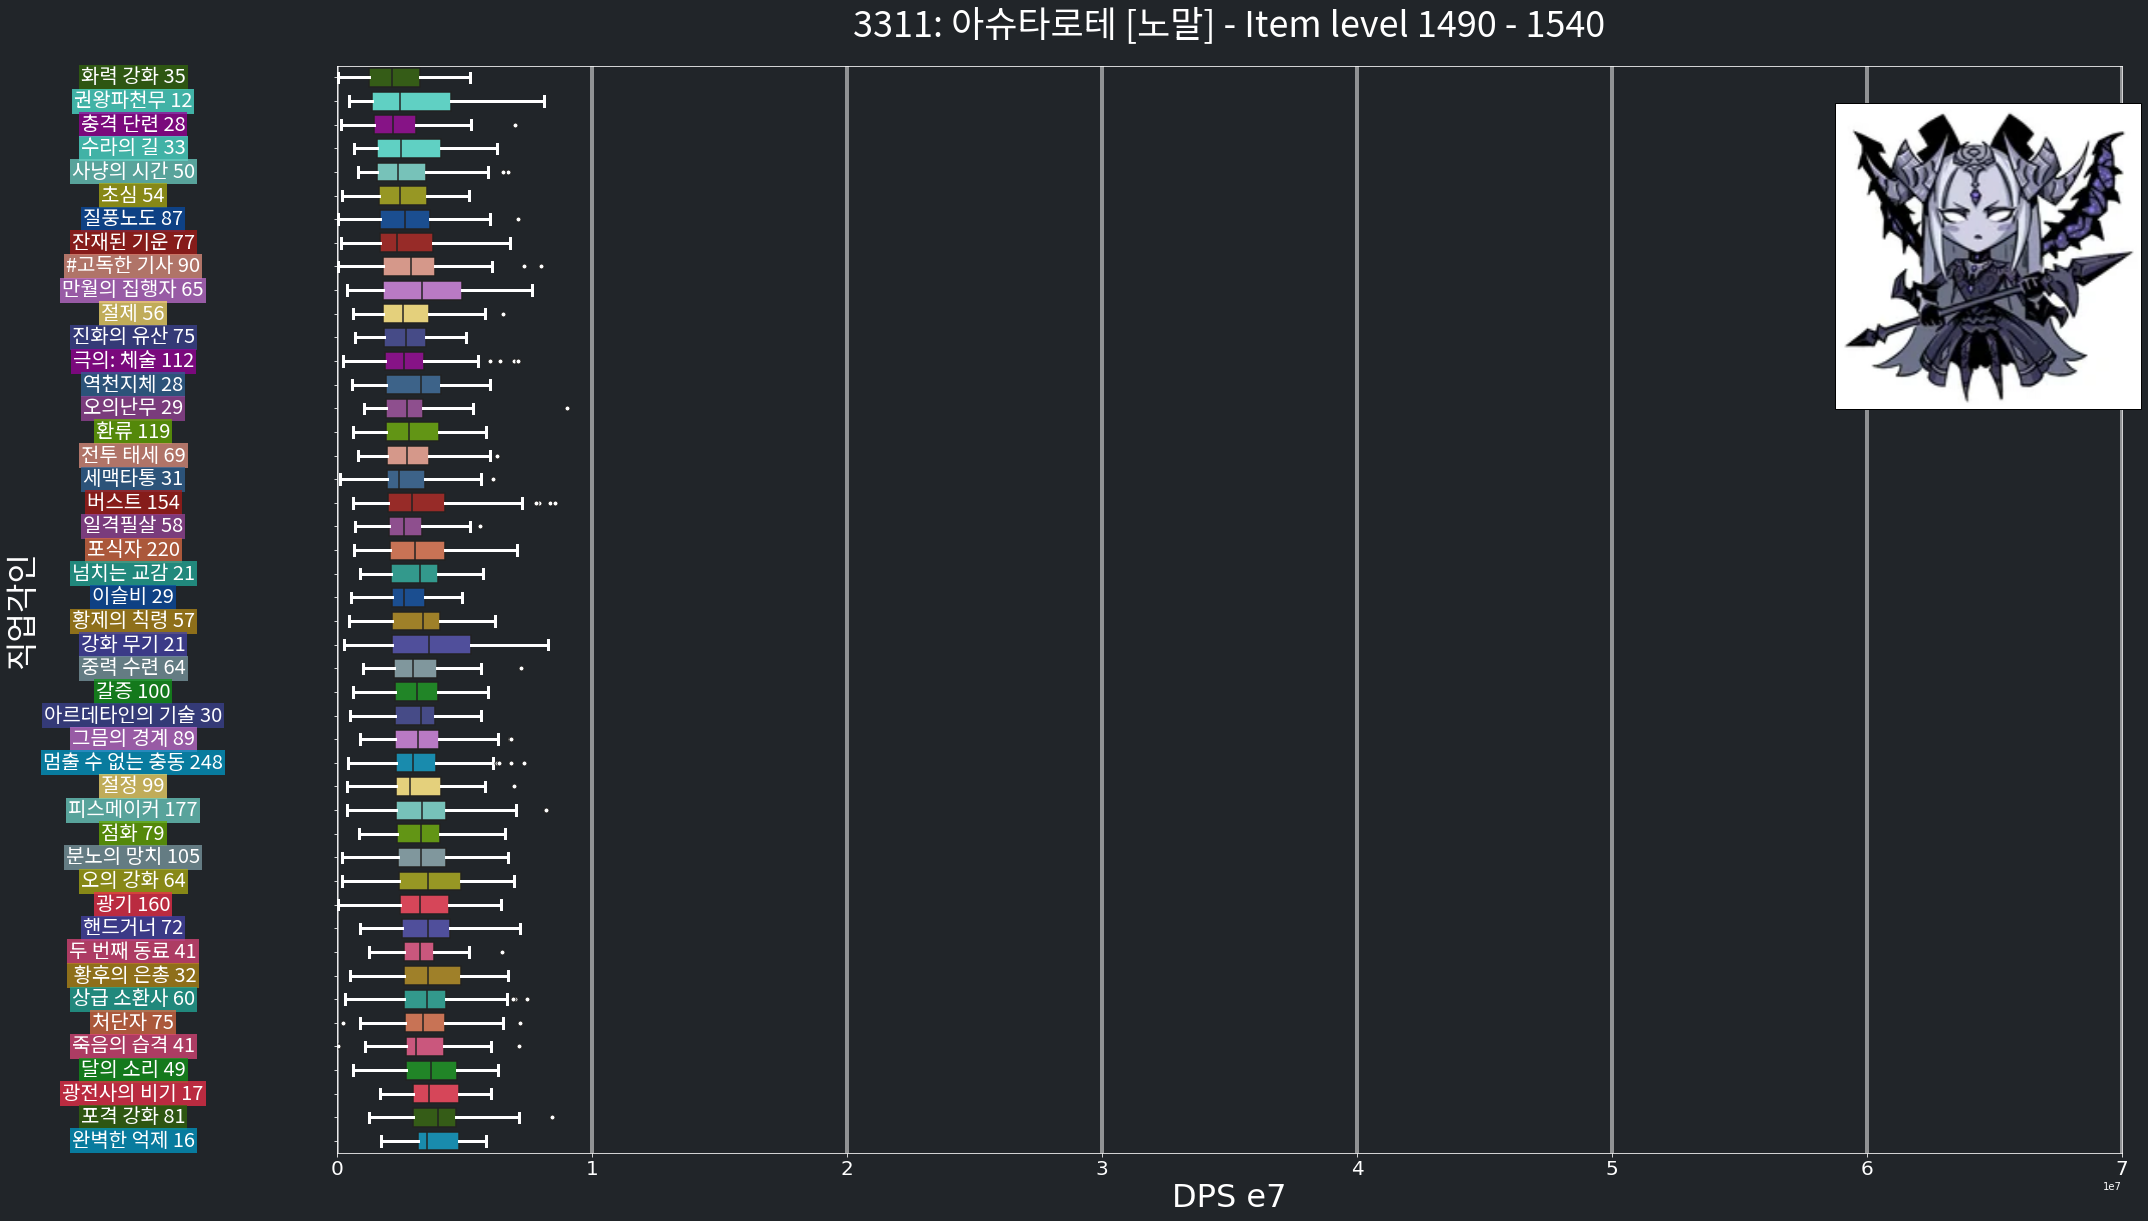 3311: 아슈타로테 [노말] - Item level 1490 - 1540
직업각인
화력 강화 35
권왕파천무 12
충격 단련 28
수라의 길 33
사냥의 시간 50
초심 54
질풍노도 87
잔재된 기운 77
#고독한 기사 90
만월의 집행자 65
절제 56
진화의 유산 75
극의: 체술 112
역천지체 28
오의난무 29
환류 119
전투 태세 69
세맥타통 31
버스트 154
일격필살 58
포식자 220
넘치는 교감 21
이슬비 29
황제의 칙령 57
강화 무기 21
중력 수련 64
갈증 100
아르데타인의 기술 30
그믐의 경계 89
멈출 수 없는 충동 248
절정 99
피스메이커 177
점화 79
분노의 망치 105
오의 강화 64
광기 160
핸드거너 72
두 번째 동료 41
황후의 은총 32
상급 소환사 60
처단자 75
죽음의 습격 41
달의 소리 49
광전사의 비기 17
포격 강화 81
완벽한 억제 16
0 1 2 3 4 5 6 7
1e7
DPS e7